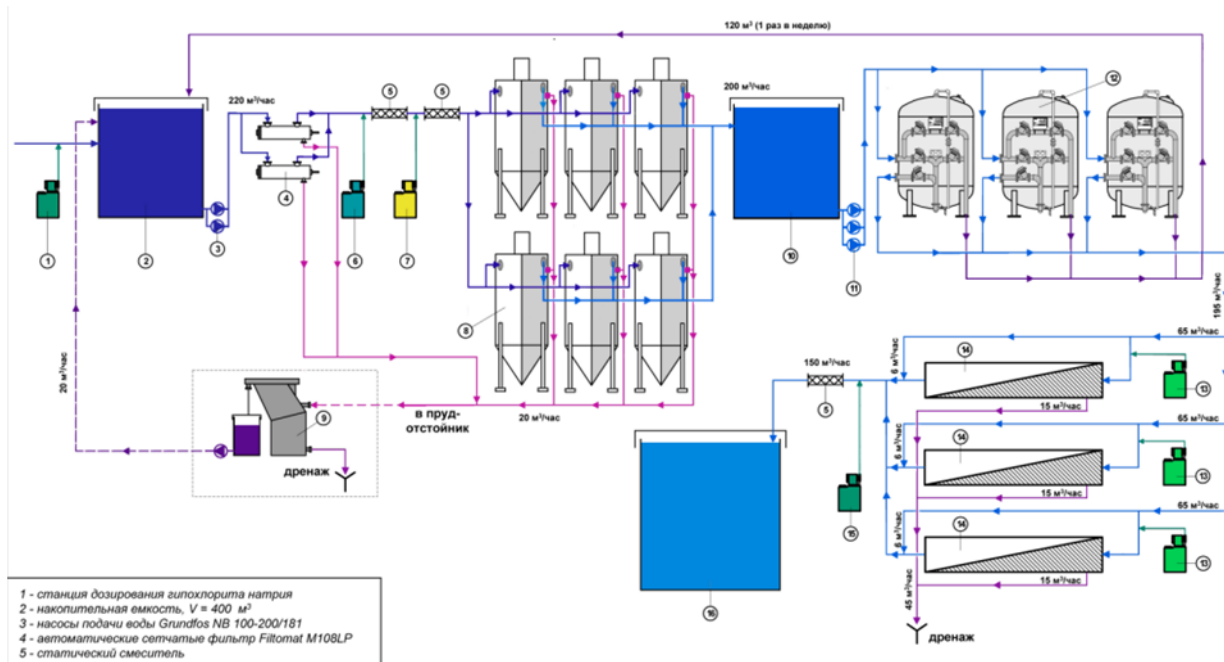 120 м³ (1 раз в неделю)
220 м³/час
5
5
200 м³/час
12
4
1
2
3
6
7
10
11
8
195 м³/час
20 м³/час
9
дренаж
в пруд-
отстойник
20 м³/час
150 м³/час
5
15
16
65 м³/час
6 м³/час
14
13
15 м³/час
65 м³/час
6 м³/час
14
13
15 м³/час
65 м³/час
6 м³/час
14
13
15 м³/час
45 м³/час
дренаж
1 - станция дозирования гипохлорита натрия
2 - накопительная емкость, V = 400 м³
3 - насосы подачи воды Grundfos NB 100-200/181
4 - автоматические сетчатые фильтр Filtomat M108LP
5 - статический смеситель